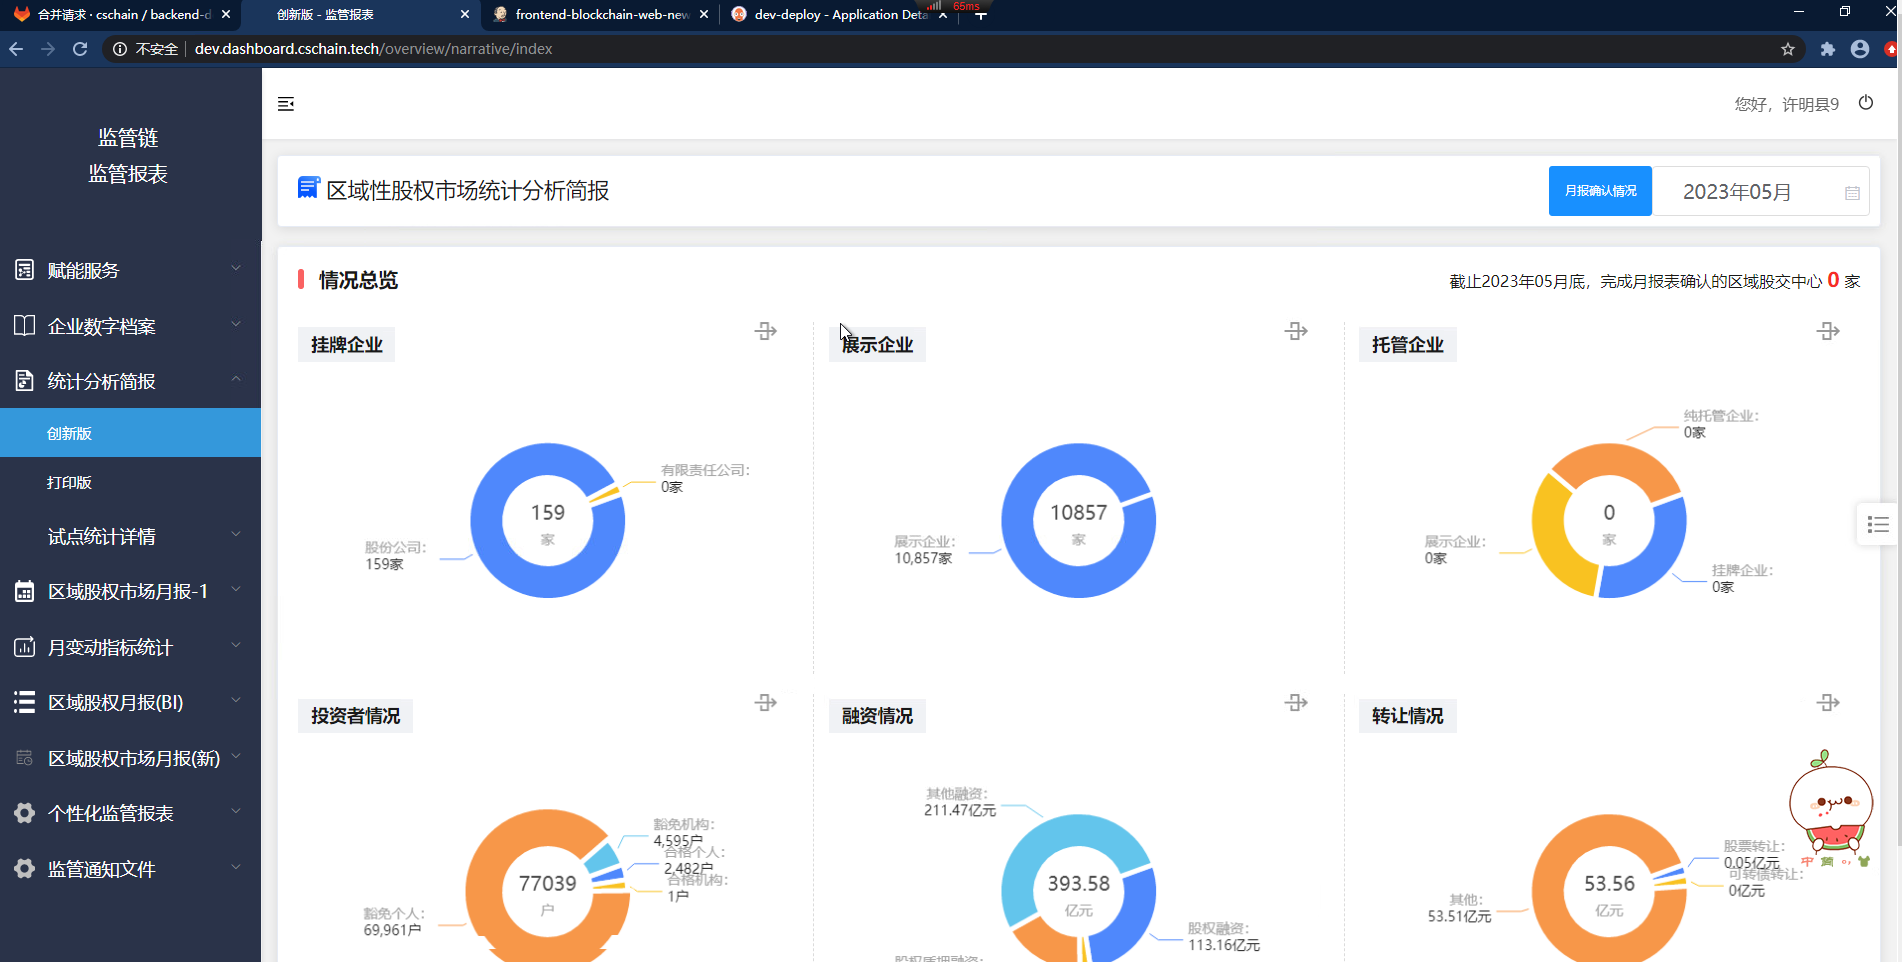 合并请求 · cschain / backend-d
创新版 - 监管报表
frontend-blockchain-web-new
dev-deploy - Application Deta
66ms
不安全
dev.dashboard.cschain.tech/overview/narrative/index
监管链
监管报表
赋能服务
企业数字档案
统计分析简报
创新版
打印版
试点统计详情
区域股权市场月报-1
月变动指标统计
区域股权月报(BI)
区域股权市场月报(新)
个性化监管报表
监管通知文件
您好，许明县9
区域性股权市场统计分析简报
月报确认情况
2023年05月
情况总览
截止2023年05月底，完成月报表确认的区域股交中心 0 家
挂牌企业
有限责任公司：
0家
159
家
股份公司：
159家
展示企业
10857
家
展示企业：
10,857家
托管企业
纯托管企业：
0家
0
家
展示企业：
0家
挂牌企业：
0家
投资者情况
豁免机构：
4,595户
合格个人：
2,482户
合格机构：
1户
77039
户
豁免个人：
69,961户
融资情况
其他融资：
211.47亿元
393.58
亿元
股权融资：
113.16亿元
股权质押融资：
转让情况
股票转让：
0.05亿元
可转债转让：
0亿元
53.56
亿元
其他：
53.51亿元
中 简